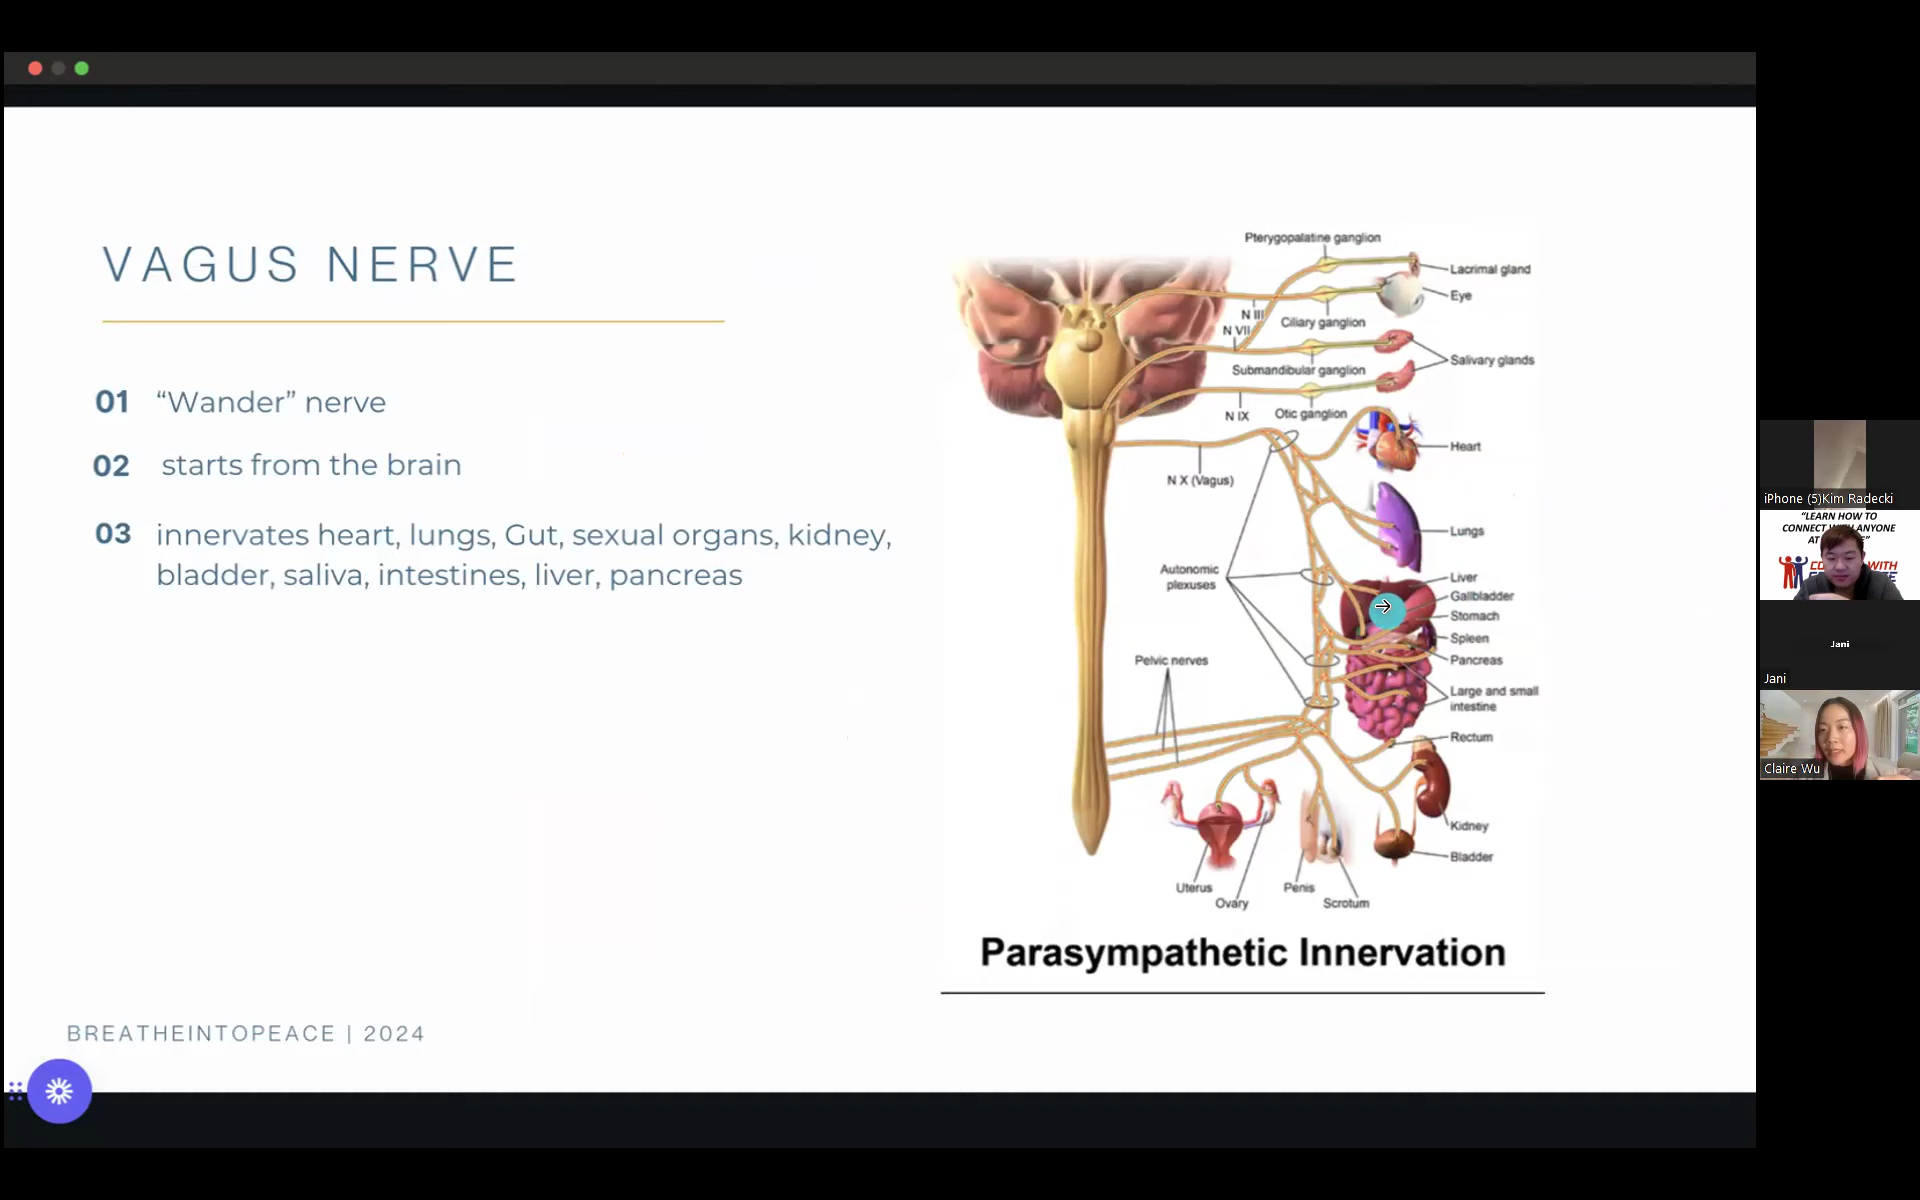 VAGUS NERVE
01 “Wander” nerve
02 starts from the brain
03 innervates heart, lungs, Gut, sexual organs, kidney,
bladder, saliva, intestines, liver, pancreas
BREATHEINTOPEACE | 2024
Pterygopalatine ganglion
Lacrimal gland
Eye
N III
Ciliary ganglion
N VII
Salivary glands
Submandibular ganglion
N IX
Otic ganglion
Heart
N X (Vagus)
Lungs
Autonomic
plexuses
Liver
Gallbladder
Stomach
Spleen
Pancreas
Pelvic nerves
Large and small
intestine
Rectum
Kidney
Bladder
Uterus
Ovary
Penis
Scrotum
Parasympathetic Innervation
iPhone (5)Kim Radecki
“LEARN HOW TO
CONNECT WITH ANYONE
Jani
Jani
Claire Wu